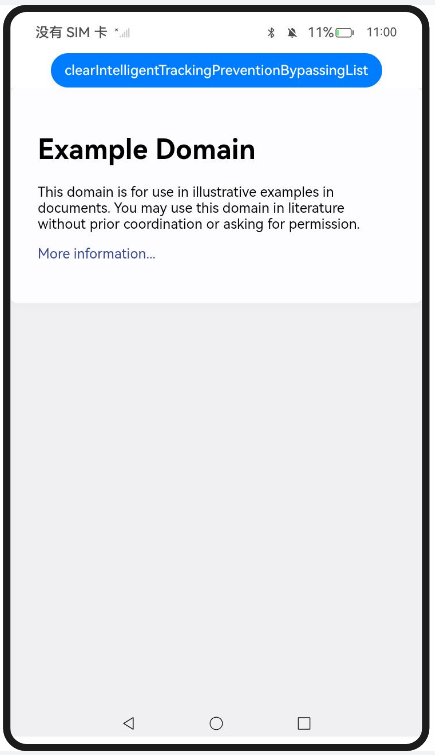 没有 SIM 卡 11% 11:00
clearIntelligentTrackingPreventionBypassingList
Example Domain
This domain is for use in illustrative examples in
documents. You may use this domain in literature
without prior coordination or asking for permission.
More information...